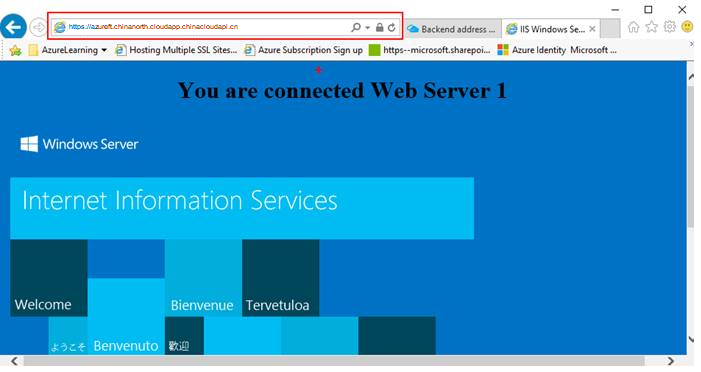 https://azureft.chinanorth.cloudapp.chinacloudapi.cn
Backend address ...
IIS Windows Se...
AzureLearning
Hosting Multiple SSL Sites...
Azure Subscription Sign up
https--microsoft.sharepoi...
Azure Identity Microsoft ...
You are connected Web Server 1
Windows Server
Internet Information Services
Welcome
Bienvenue
Tervetuloa
ようこそ
Benvenuto
歡迎